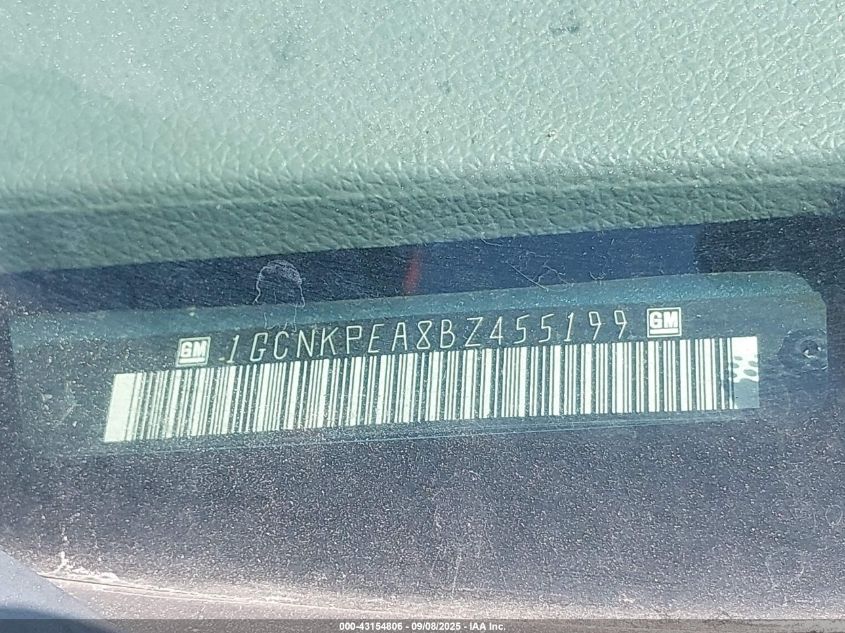 GM 1GCNKPEA8BZ455199 GM
000-43154806 - 09/08/2025 - IAA Inc.